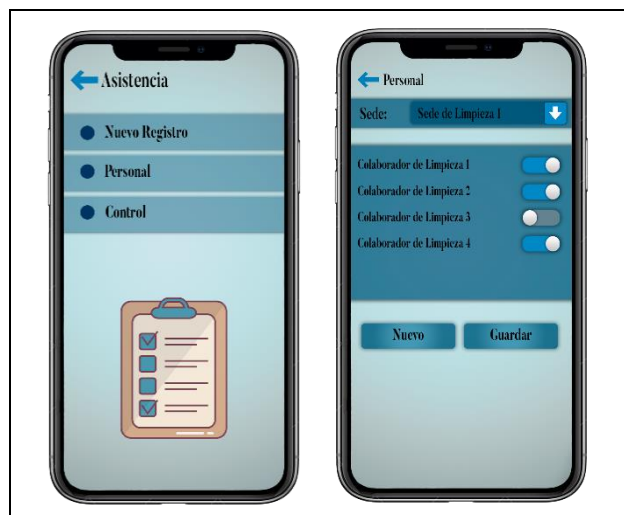 Asistencia
Nuevo Registro
Personal
Control
Personal
Sede: Sede de Limpieza 1
Colaborador de Limpieza 1
Colaborador de Limpieza 2
Colaborador de Limpieza 3
Colaborador de Limpieza 4
Nuevo Guardar